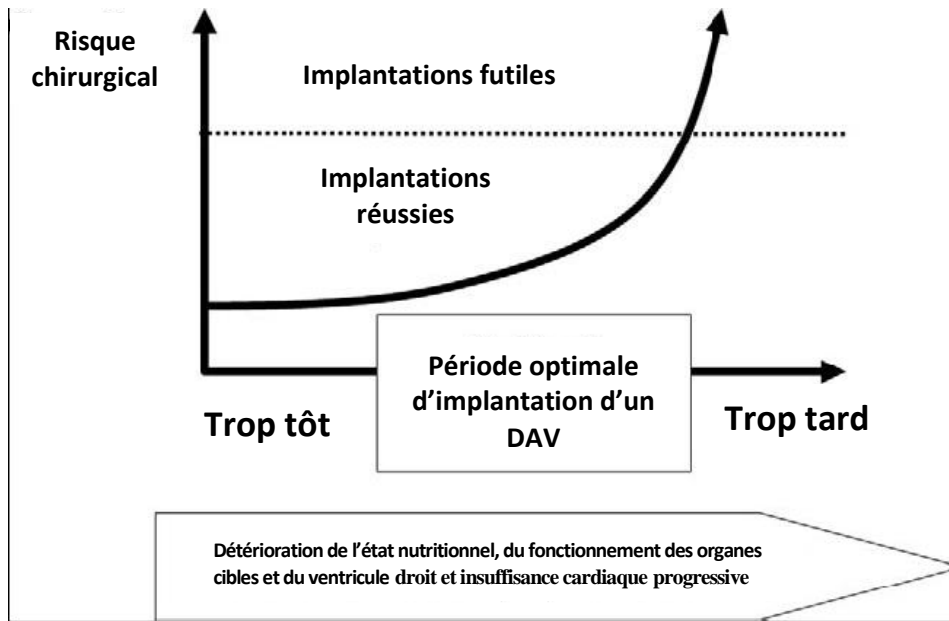 Risque
chirurgical
Implantations futiles
Implantations
réussies
Période optimale
d’implantation d’un
DAV
Trop tôt
Trop tard
Détérioration de l’état nutritionnel, du fonctionnement des organes
cibles et du ventricule droit et insuffisance cardiaque progressive